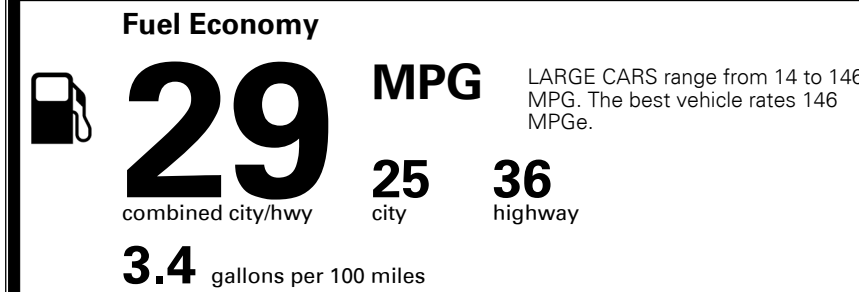 Fuel Economy
29
MPG
LARGE CARS range from 14 to 146
MPG. The best vehicle rates 146
MPGe.
25
city
36
highway
combined city/hwy
3.4 gallons per 100 miles